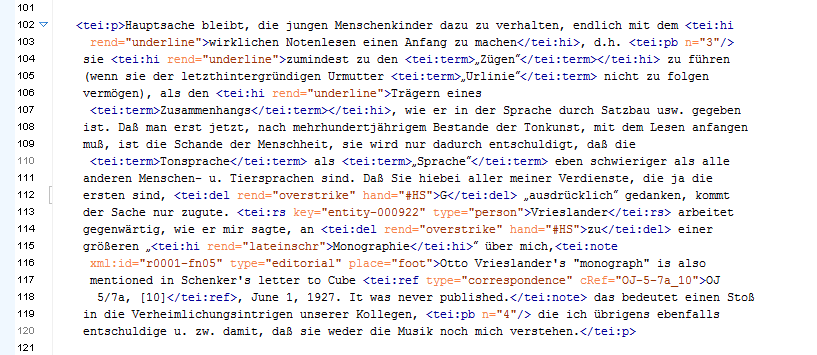 101
102 <tei:p>Hauptsache bleibt, die jungen Menschenkinder dazu zu verhalten, endlich mit dem <tei:hi
103 rend="underline">wirklichen Notenlesen einen Anfang zu machen</tei:hi>, d.h. <tei:pb n="3"/>
104 sie <tei:hi rend="underline">zumindest zu den <tei:term>„Zügen“</tei:term></tei:hi> zu führen
105 (wenn sie der letzthintergründigen Urmutter <tei:term>„Urlinie“</tei:term> nicht zu folgen
106 vermögen), als den <tei:hi rend="underline">Trägern eines
107 <tei:term>Zusammenhangs</tei:term></tei:hi>, wie er in der Sprache durch Satzbau usw. gegeben
108 ist. Daß man erst jetzt, nach mehrhundertjährigem Bestande der Tonkunst, mit dem Lesen anfangen
109 muß, ist die Schande der Menschheit, sie wird nur dadurch entschuldigt, daß die
110 <tei:term>Tonsprache</tei:term> als <tei:term>„Sprache“</tei:term> eben schwieriger als alle
111 anderen Menschen- u. Tiersprachen sind. Daß Sie hiebei aller meiner Verdienste, die ja die
112 ersten sind, <tei:del rend="overstrike" hand="#HS">G</tei:del> „ausdrücklich“ gedanken, kommt
113 der Sache nur zugute. <tei:rs key="entity-000922" type="person">Vrieslander</tei:rs> arbeitet
114 gegenwärtig, wie er mir sagte, an <tei:del rend="overstrike" hand="#HS">zu</tei:del> einer
115 größeren „<tei:hi rend="lateinschr">Monographie</tei:hi>“ über mich,<tei:note
116 xml:id="r0001-fn05" type="editorial" place="foot">Otto Vrieslander's "monograph" is also
117 mentioned in Schenker's letter to Cube <tei:ref type="correspondence" cRef="OJ-5-7a_10">OJ
118 5/7a, [10]</tei:ref>, June 1, 1927. It was never published.</tei:note> das bedeutet einen Stoß
119 in die Verheimlichungsintrigen unserer Kollegen, <tei:pb n="4"/> die ich übrigens ebenfalls
120 entschuldige u. zw. damit, daß sie weder die Musik noch mich verstehen.</tei:p>
121